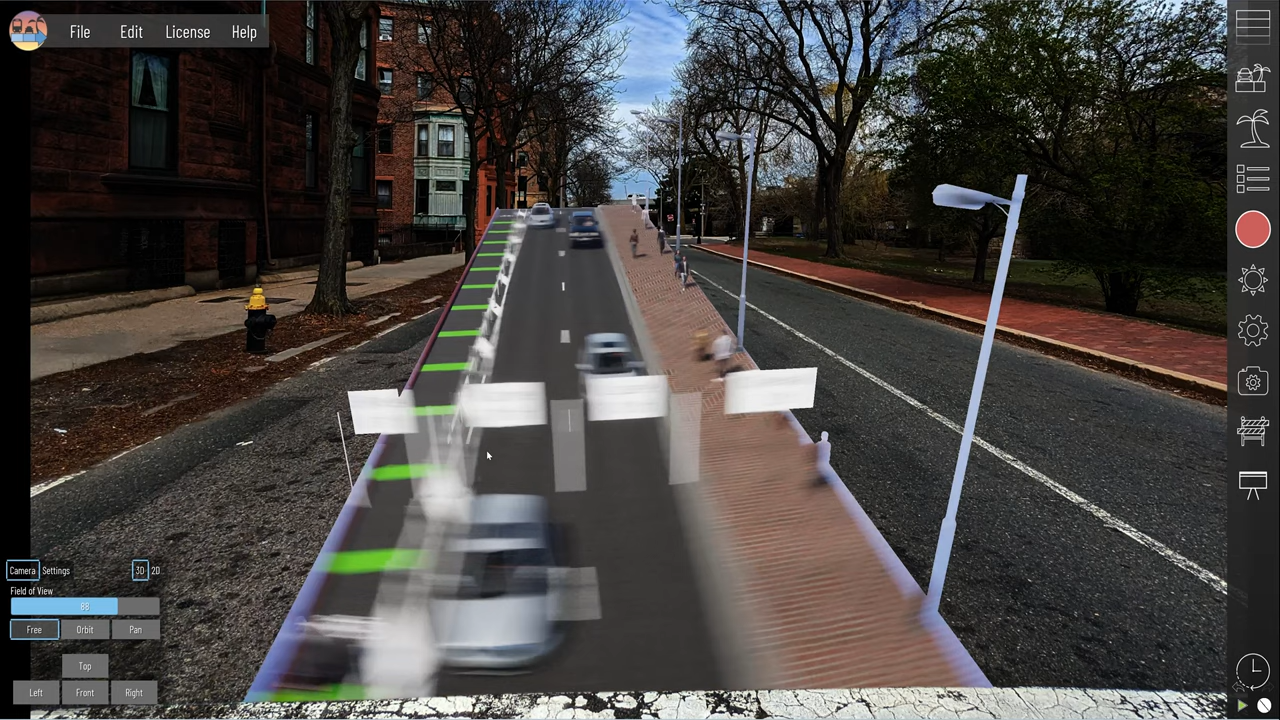 File Edit License Help
Camera Settings 3D 2D
Field of View
88
Free Orbit Pan
Top
Left Front Right